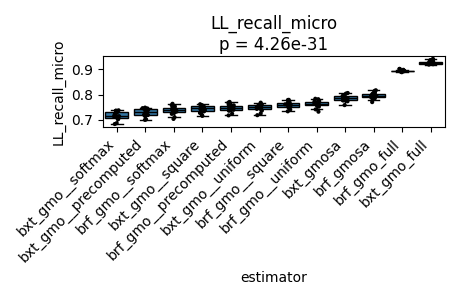 LL_recall_micro
p = 4.26e-31
LL_recall_micro
0.9
0.8
0.7
bxt_gmo__softmax
bxt_gmo__precomputed
brf_gmo__softmax
bxt_gmo__square
brf_gmo__precomputed
bxt_gmo__uniform
brf_gmo__square
brf_gmo__uniform
bxt_gmosa
brf_gmosa
brf_gmo_full
bxt_gmo_full
estimator